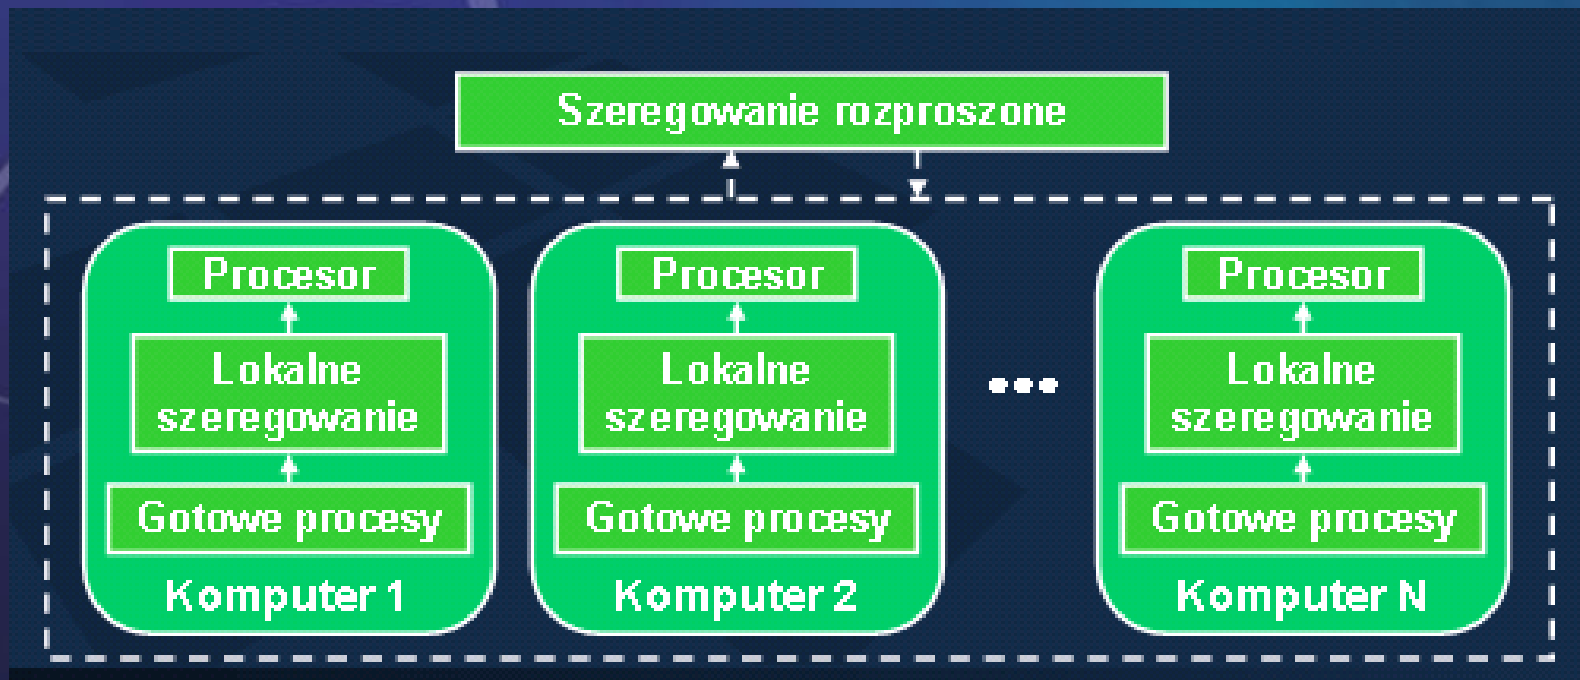 Szeregowanie rozproszone
Procesor
Lokalne
szeregowanie
Gotowe procesy
Komputer 1
Procesor
Lokalne
szeregowanie
Gotowe procesy
Komputer 2
Procesor
Lokalne
szeregowanie
Gotowe procesy
Komputer N